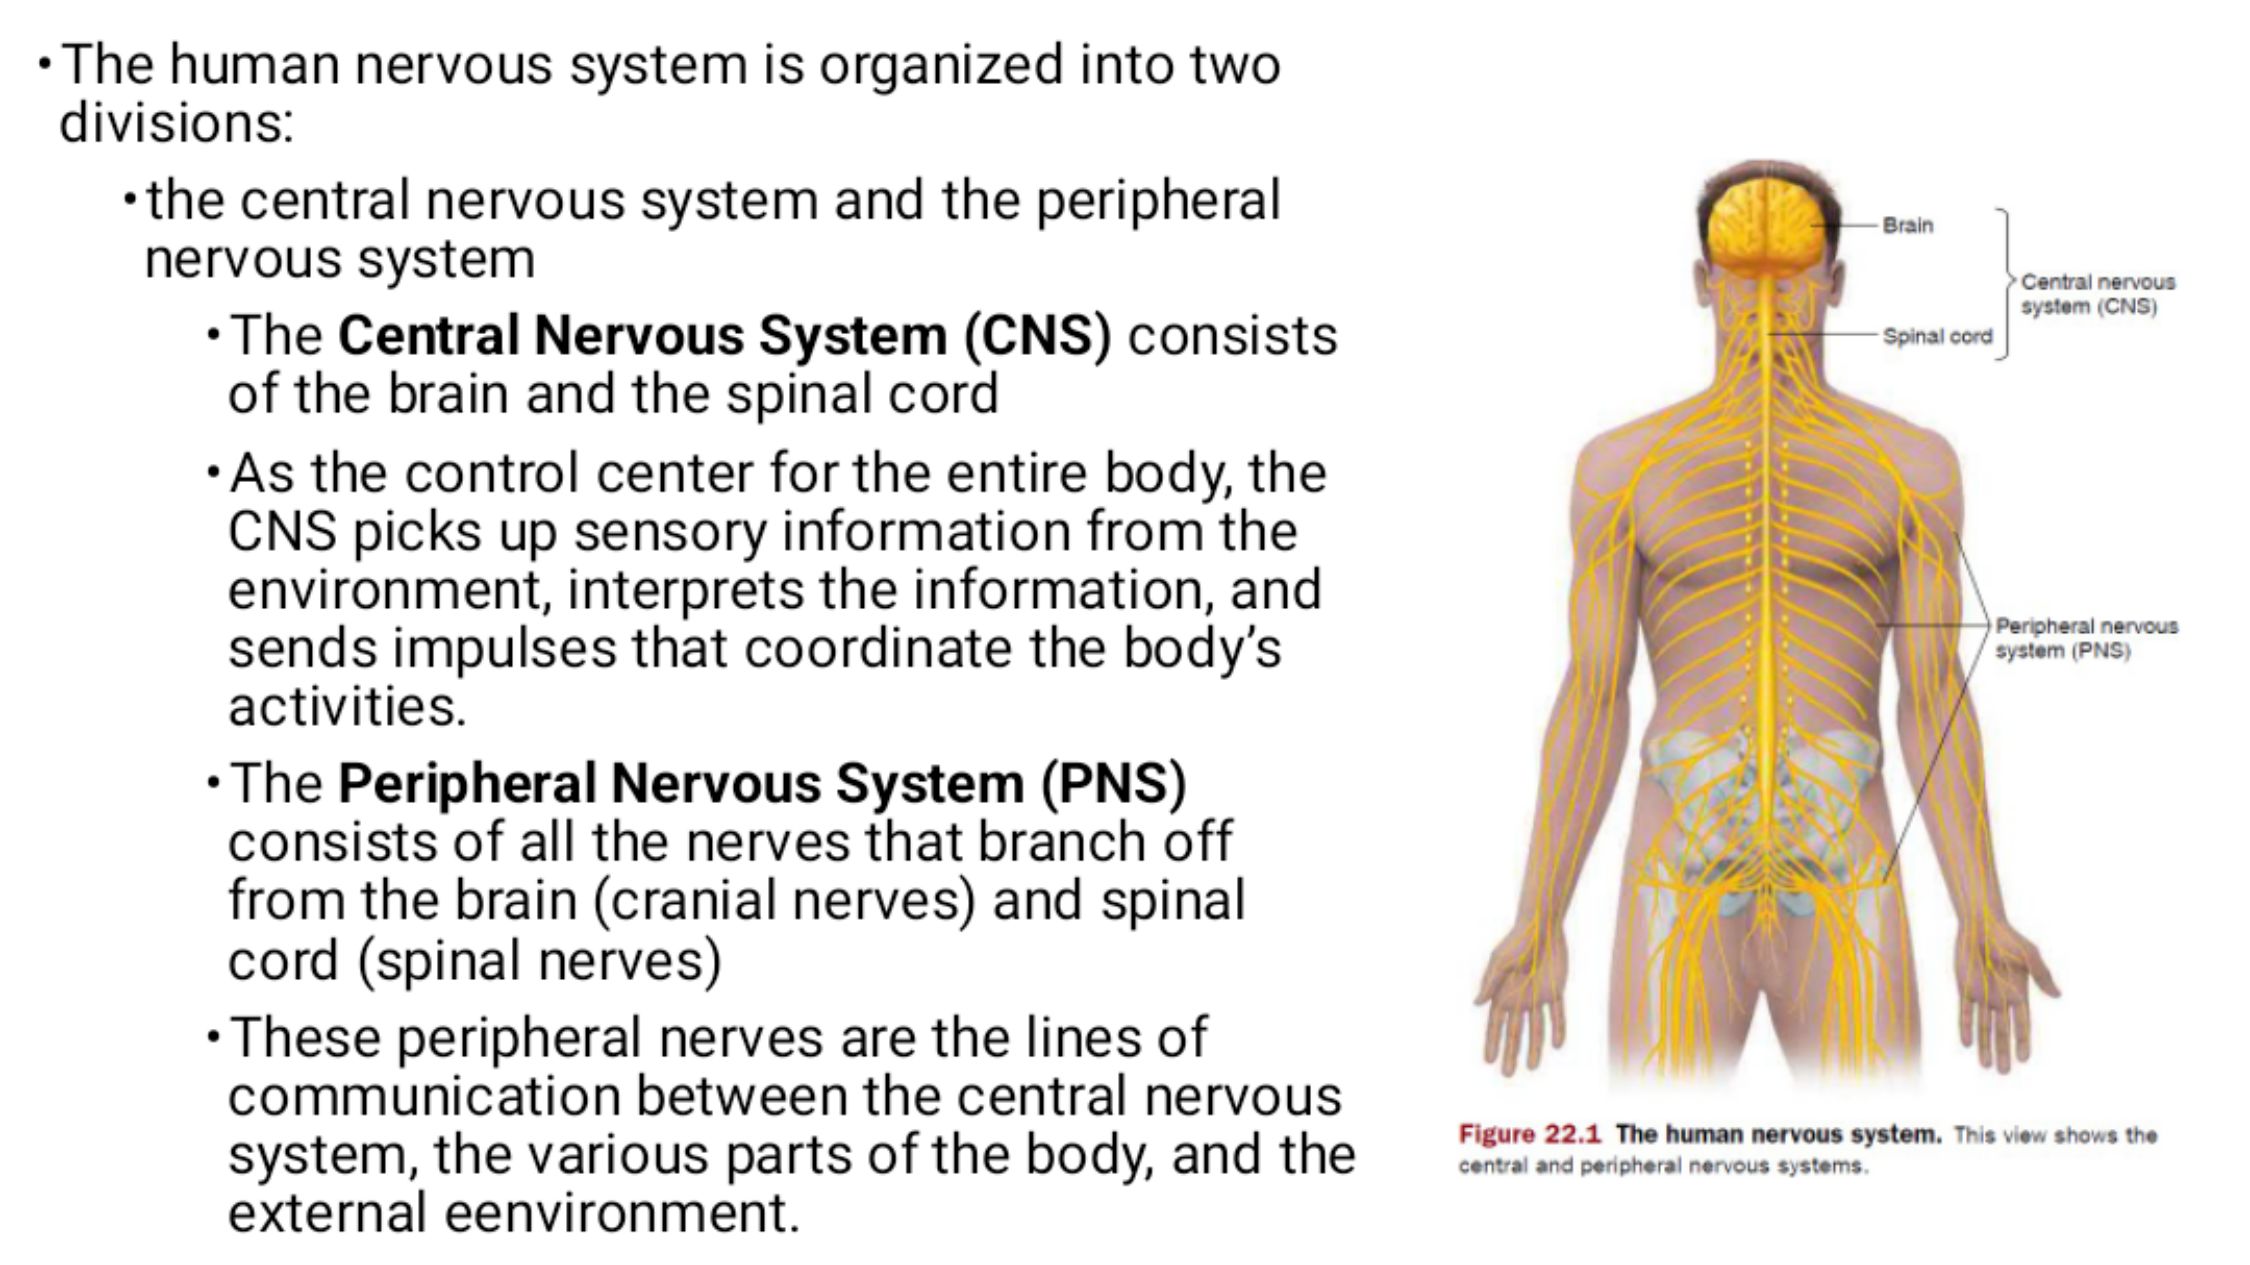 • The human nervous system is organized into two
divisions:
• the central nervous system and the peripheral
nervous system
• The Central Nervous System (CNS) consists
of the brain and the spinal cord
• As the control center for the entire body, the
CNS picks up sensory information from the
environment, interprets the information, and
sends impulses that coordinate the body’s
activities.
• The Peripheral Nervous System (PNS)
consists of all the nerves that branch off
from the brain (cranial nerves) and spinal
cord (spinal nerves)
• These peripheral nerves are the lines of
communication between the central nervous
system, the various parts of the body, and the
external eenvironment.
Brain
Central nervous
system (CNS)
Spinal cord
Peripheral nervous
system (PNS)
Figure 22.1 The human nervous system. This view shows the
central and peripheral nervous systems.